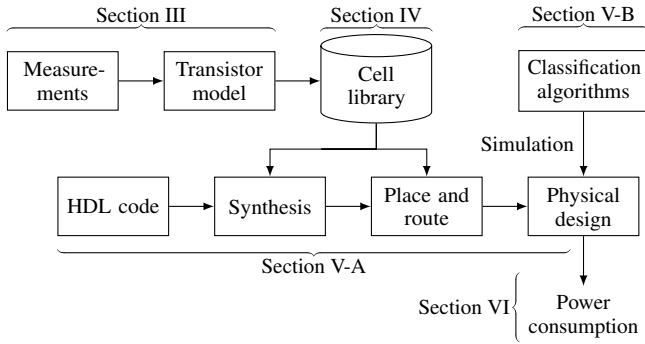 Section III
Section IV
Section V-B
Measure-
ments
Transistor
model
Cell
library
Classification
algorithms
Simulation
HDL code
Synthesis
Place and
route
Physical
design
Section V-A
Section VI
Power
consumption